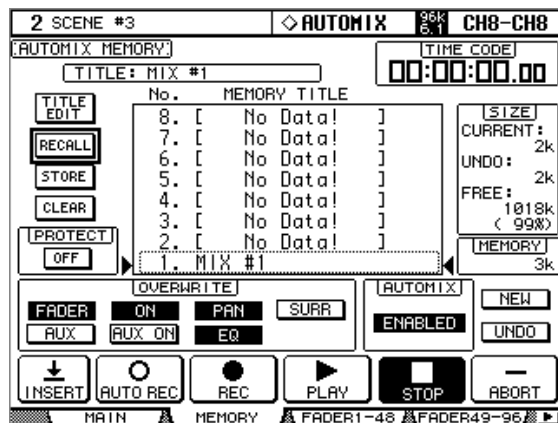 2 SCENE #3 ◇AUTOMIX 96k 6.1 CH8-CH8
AUTOMIX MEMORY TIME CODE
TITLE: MIX #1 00:00:00.00
No. MEMORY TITLE
TITLE EDIT
RECALL
STORE
CLEAR
PROTECT
OFF
8. [ No Data! ]
7. [ No Data! ]
6. [ No Data! ]
5. [ No Data! ]
4. [ No Data! ]
3. [ No Data! ]
2. [ No Data! ]
1. MIX #1
SIZE
CURRENT:
2k
UNDO:
2k
FREE:
1018k
( 99%)
MEMORY
3k
OVERWRITE
FADER ON PAN SURR
AUX AUX ON EQ
AUTOMIX
ENABLED
NEW
UNDO
INSERT AUTO REC REC PLAY STOP ABORT
MAIN MEMORY FADER1-48 FADER49-96